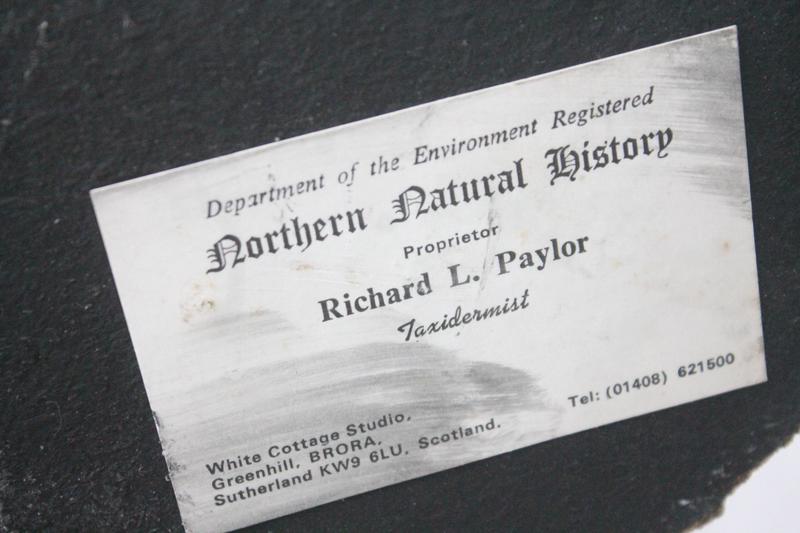 Department of the Environment Registered
Northern Natural History
Proprietor
Richard L. Paylor
Taxidermist
White Cottage Studio,
Greenhill, BRORA,
Sutherland KW9 6LU, Scotland.
Tel: (01408) 621500